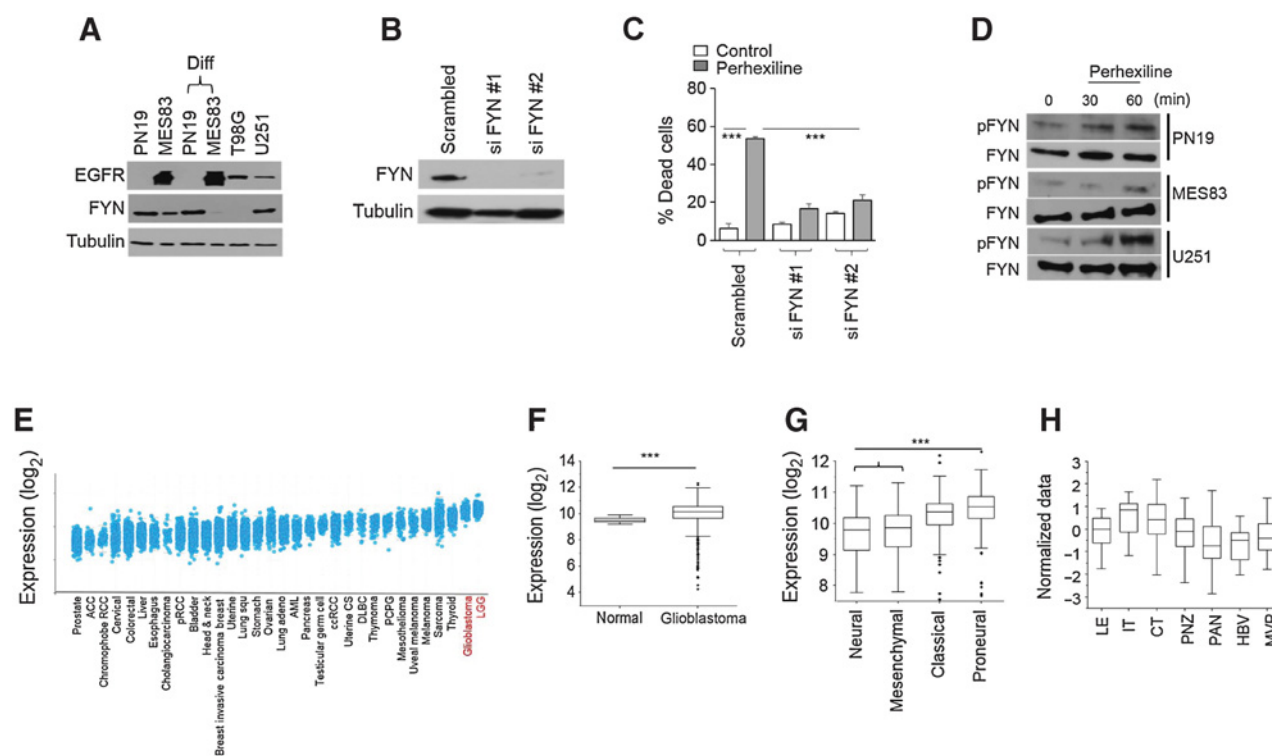 A
Diff
PN19
MES83
PN19
MES83
T98G
U251
EGFR
FYN
Tubulin
B
Scrambled
si FYN #1
si FYN #2
FYN
Tubulin
C
Control
Perhexiline
% Dead cells
80
60
40
20
0
***
***
Scrambled
si FYN #1
si FYN #2
D
Perhexiline
0 30 60 (min)
pFYN
FYN
PN19
pFYN
FYN
MES83
pFYN
FYN
U251
E
Expression (log2)
Prostate
ACC
Chromophobe RCC
Cervical
Colorectal
Liver
Esophagus
Cholangiocarcinoma
pRCC
Bladder
Head & neck
Breast invasive carcinoma breast
Uterine
Lung squ
Stomach
Ovarian
Lung adeno
AML
Pancreas
Testicular germ cell
ccRCC
Uterine CS
DLBC
Thymoma
PCPG
Mesothelioma
Uveal melanoma
Melanoma
Sarcoma
Thyroid
Glioblastoma
LGG
F
Expression (log2)
14
12
10
8
6
4
***
Normal Glioblastoma
G
Expression (log2)
12
11
10
9
8
***
Neural
Mesenchymal
Classical
Proneural
H
Normalized data
3
2
1
0
−1
−2
−3
LE
IT
CT
PNZ
PAN
HBV
MVP